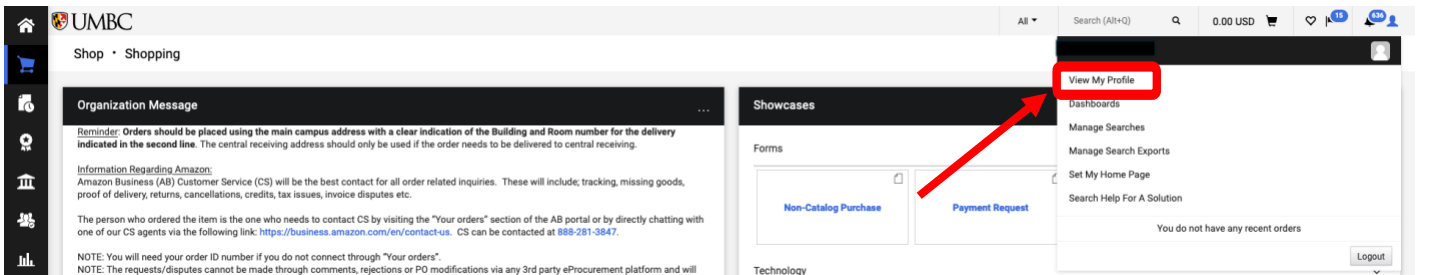 UMBC
All
Search (Alt+Q)
0.00 USD
15
636
Shop · Shopping
Organization Message
...
Reminder: Orders should be placed using the main campus address with a clear indication of the Building and Room number for the delivery
indicated in the second line. The central receiving address should only be used if the order needs to be delivered to central receiving.
Information Regarding Amazon:
Amazon Business (AB) Customer Service (CS) will be the best contact for all order related inquiries. These will include; tracking, missing goods,
proof of delivery, returns, cancellations, credits, tax issues, invoice disputes etc.
The person who ordered the item is the one who needs to contact CS by visiting the "Your orders" section of the AB portal or by directly chatting with
one of our CS agents via the following link: https://business.amazon.com/en/contact-us. CS can be contacted at 888-281-3847.
NOTE: You will need your order ID number if you do not connect through "Your orders".
NOTE: The requests/disputes cannot be made through comments, rejections or PO modifications via any 3rd party eProcurement platform and will
Showcases
Forms
Non-Catalog Purchase
Payment Request
Technology
View My Profile
Dashboards
Manage Searches
Manage Search Exports
Set My Home Page
Search Help For A Solution
You do not have any recent orders
Logout